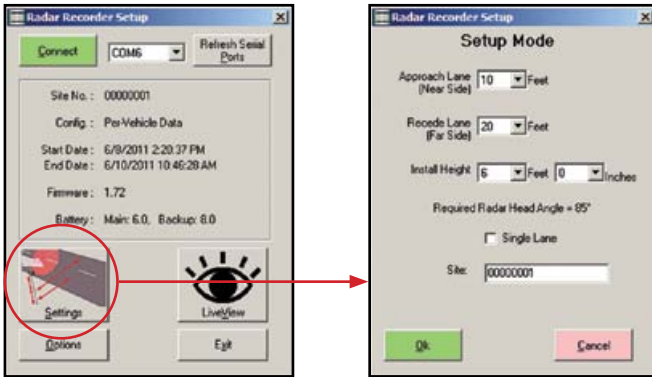 Radar Recorder Setup
Connect
COM6
Refresh Serial
Ports
Site No. : 00000001
Config. : Per-Vehicle Data
Start Date : 6/8/2011 2:20:37 PM
End Date : 6/10/2011 10:46:28 AM
Firmware : 1.72
Battery : Main: 6.0, Backup: 8.0
Settings
LiveView
Options
Exit
Radar Recorder Setup
Setup Mode
Approach Lane
(Near Side)
10 Feet
Recede Lane
(Far Side)
20 Feet
Install Height 6 Feet 0 Inches
Required Radar Head Angle = 85°
Single Lane
Site: 00000001
Ok
Cancel